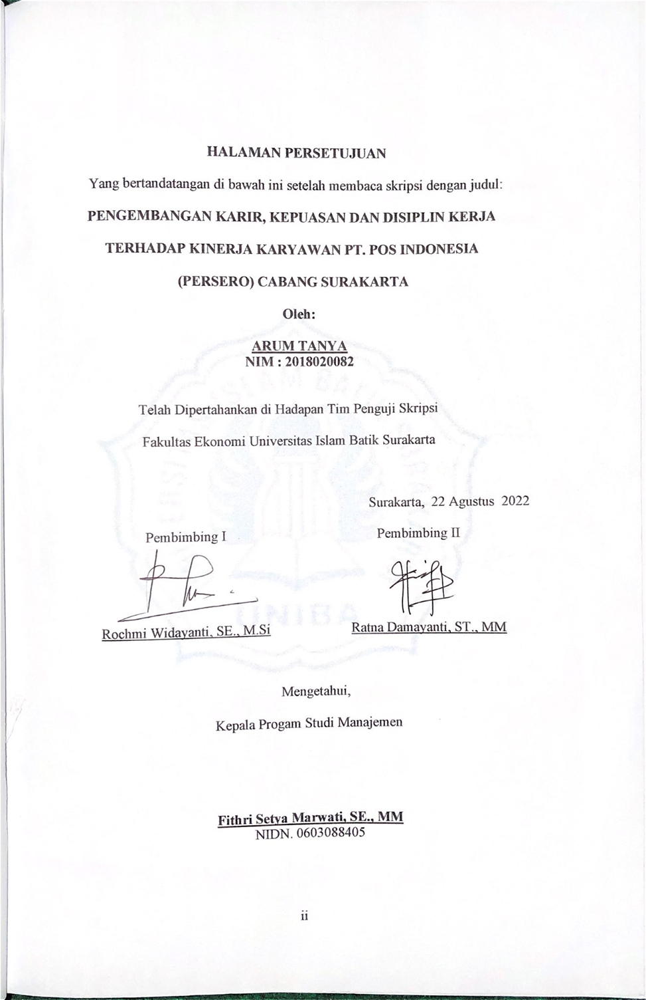 HALAMAN PERSETUJUAN
Yang bertandatangan di bawah ini setelah membaca skripsi dengan judul:
PENGEMBANGAN KARIR, KEPUASAN DAN DISIPLIN KERJA
TERHADAP KINERJA KARYAWAN PT. POS INDONESIA
(PERSERO) CABANG SURAKARTA
Oleh:
ARUM TANYA
NIM : 2018020082
Telah Dipertahankan di Hadapan Tim Penguji Skripsi
Fakultas Ekonomi Universitas Islam Batik Surakarta
Surakarta, 22 Agustus 2022
Pembimbing I
Pembimbing II
UNIBA
Rochmi Widayanti, SE., M.Si
Ratna Damayanti, ST., MM
Mengetahui,
Kepala Progam Studi Manajemen
Fithri Setya Marwati, SE., MM
NIDN. 0603088405
ii